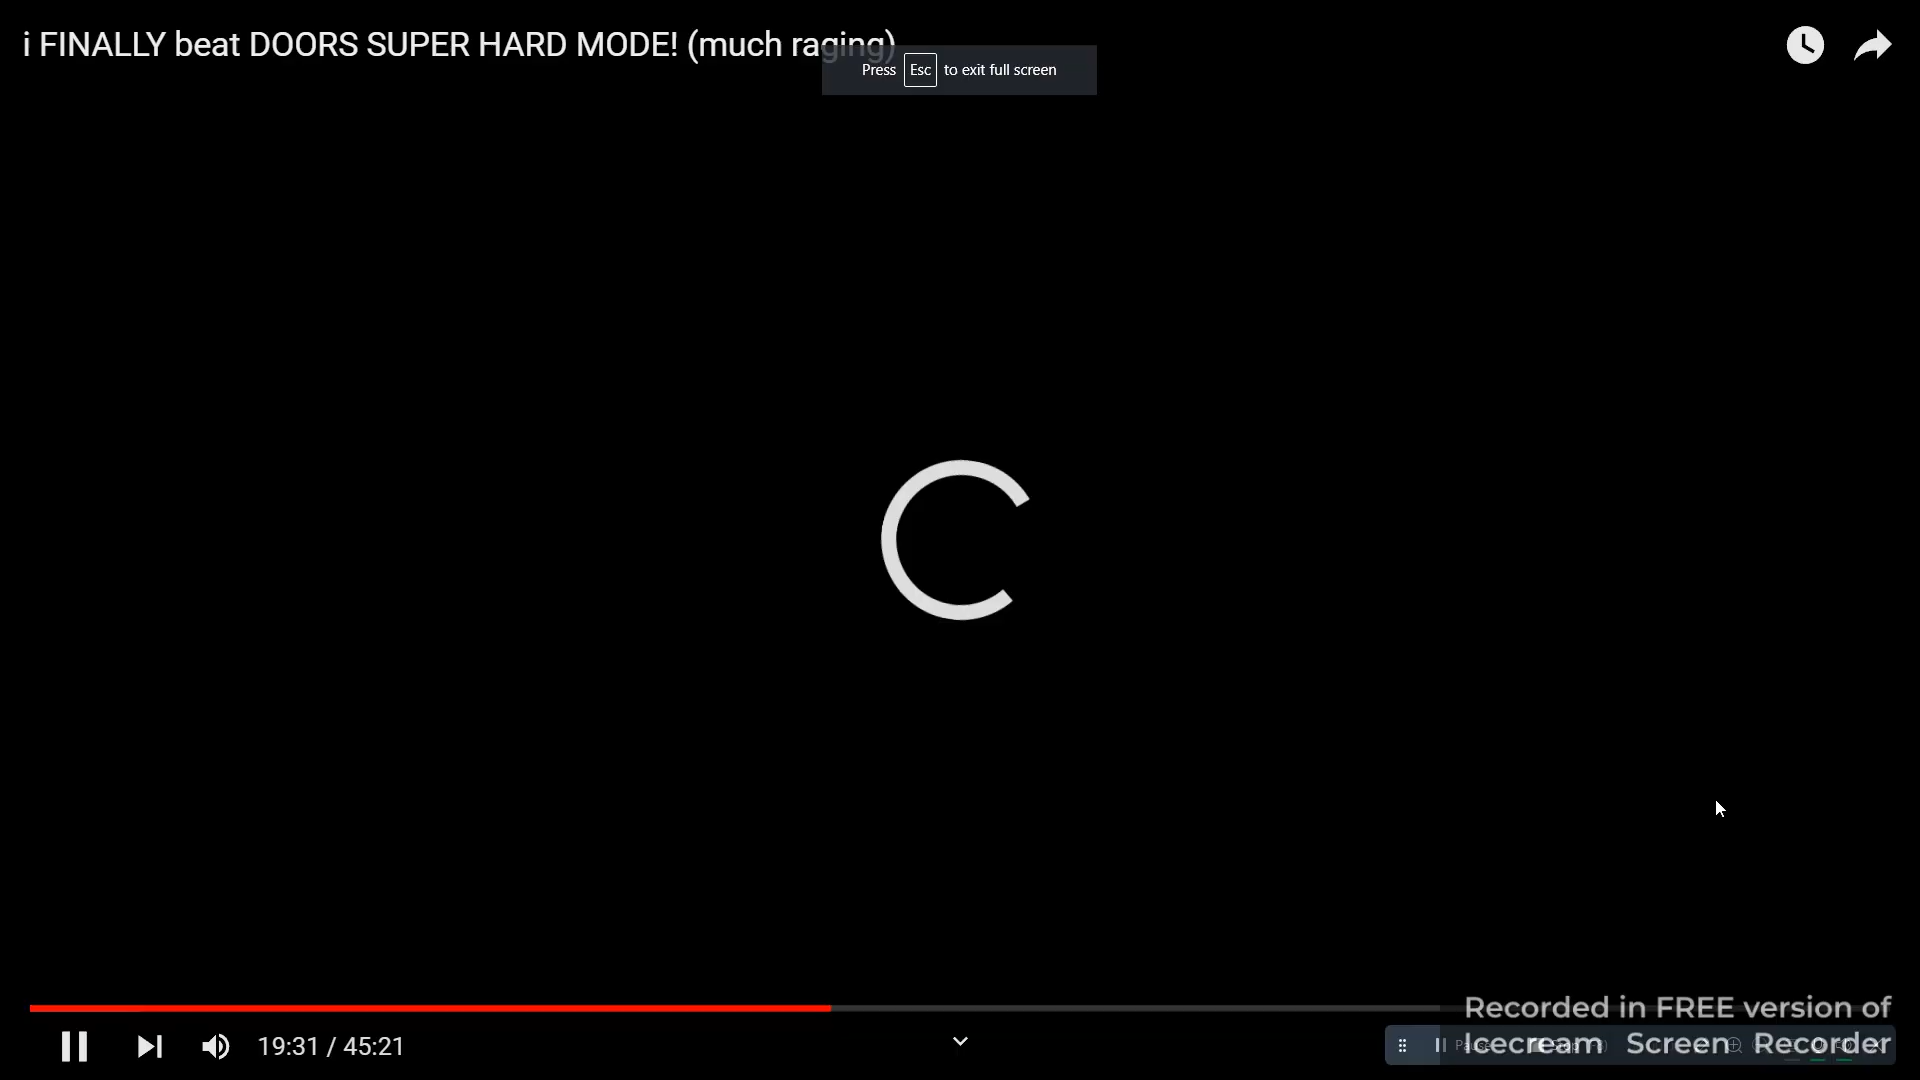 i FINALLY beat DOORS SUPER HARD MODE! (much raging)
Press Esc to exit full screen
Recorded in FREE version of
Icecream Screen Recorder
19:31 / 45:21